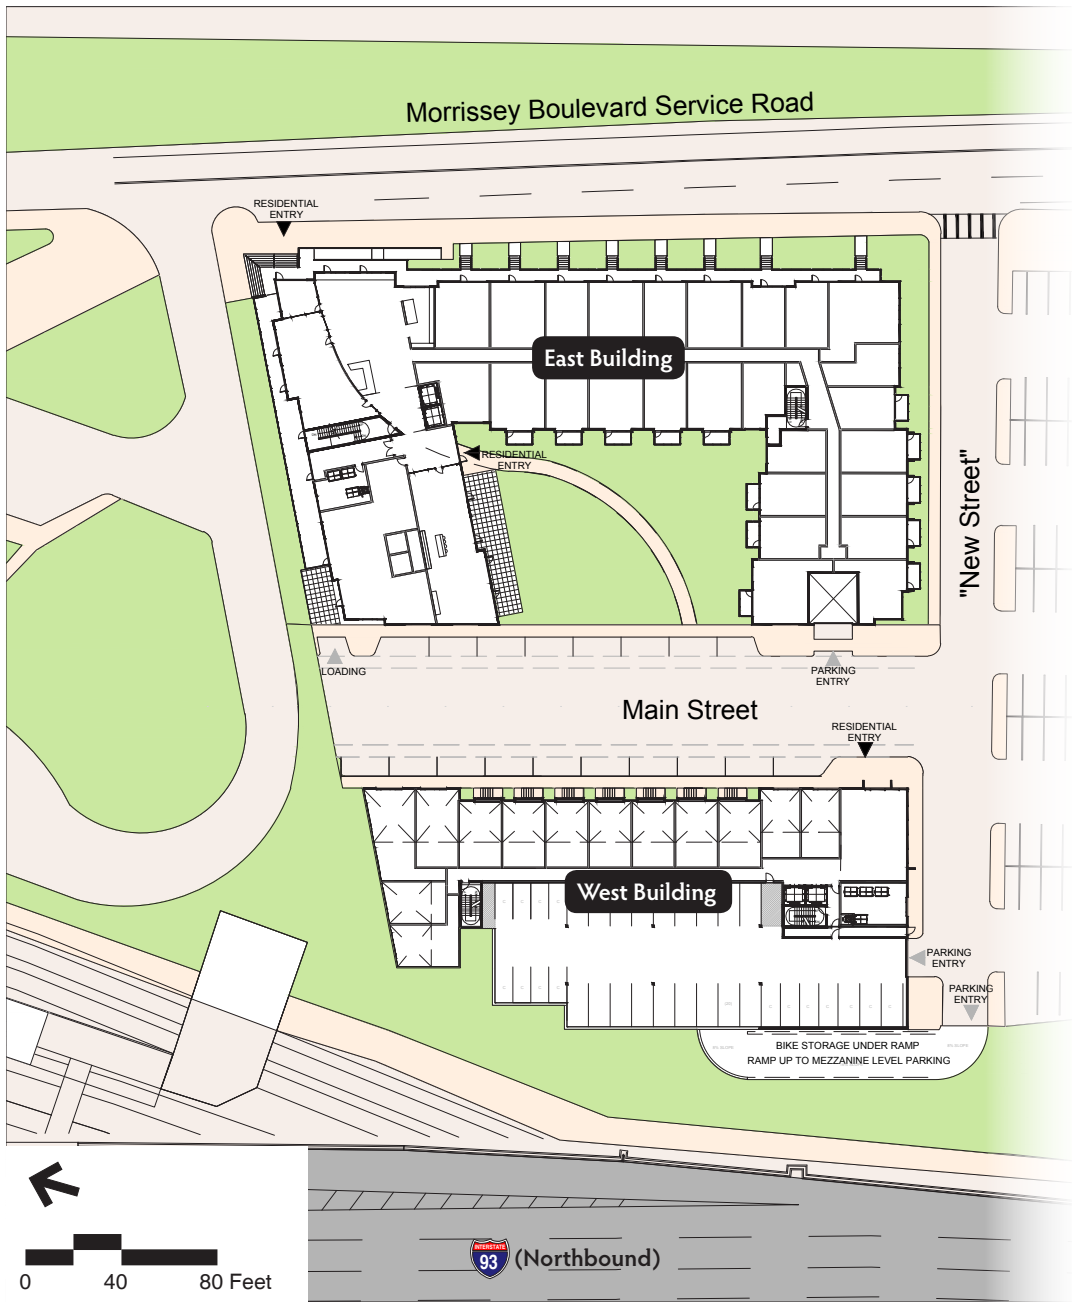 Morrissey Boulevard Service Road
RESIDENTIAL
ENTRY
East Building
RESIDENTIAL
ENTRY
"New Street"
LOADING
PARKING
ENTRY
Main Street
RESIDENTIAL
ENTRY
West Building
PARKING
ENTRY
PARKING
ENTRY
BIKE STORAGE UNDER RAMP
RAMP UP TO MEZZANINE LEVEL PARKING
0 40 80 Feet
INTERSTATE
93
(Northbound)